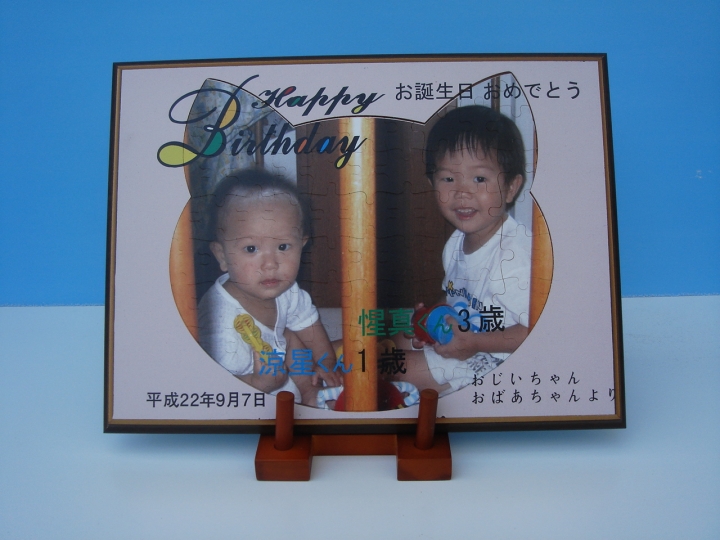 Happy
Birthday
お誕生日 おめでとう
惺真くん 3 歳
涼星くん 1 歳
平成22年9月7日
おじいちゃん
おばあちゃんより